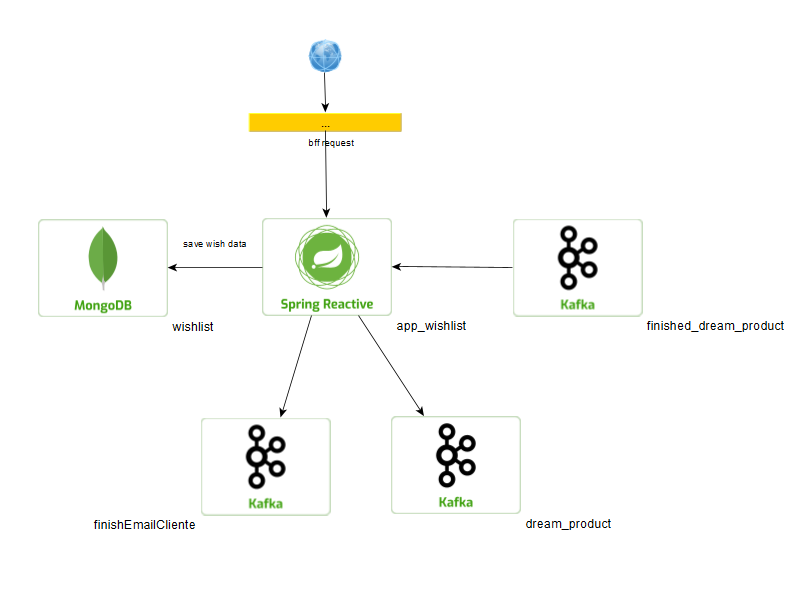 ...
bff request
save wish data
MongoDB
Spring Reactive
Kafka
wishlist
app_wishlist
finished_dream_product
Kafka
Kafka
finishEmailCliente
dream_product